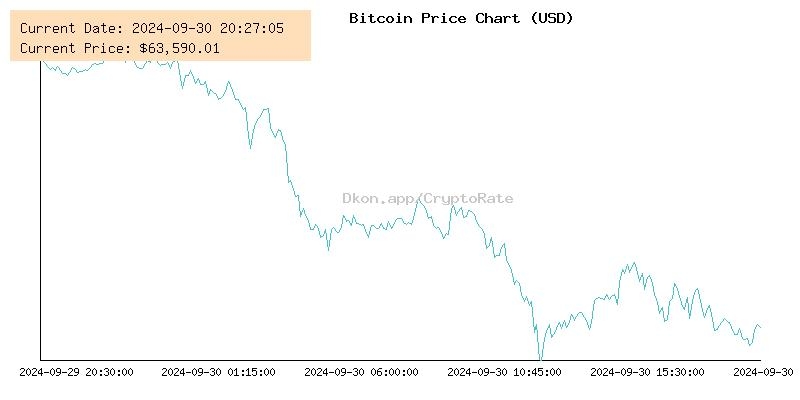 Bitcoin Price Chart (USD)
Current Date: 2024-09-30 20:27:05
Current Price: $63,590.01
Dkon.app/CryptoRate
2024-09-29 20:30:00 2024-09-30 01:15:00 2024-09-30 06:00:00 2024-09-30 10:45:00 2024-09-30 15:30:00 2024-09-30